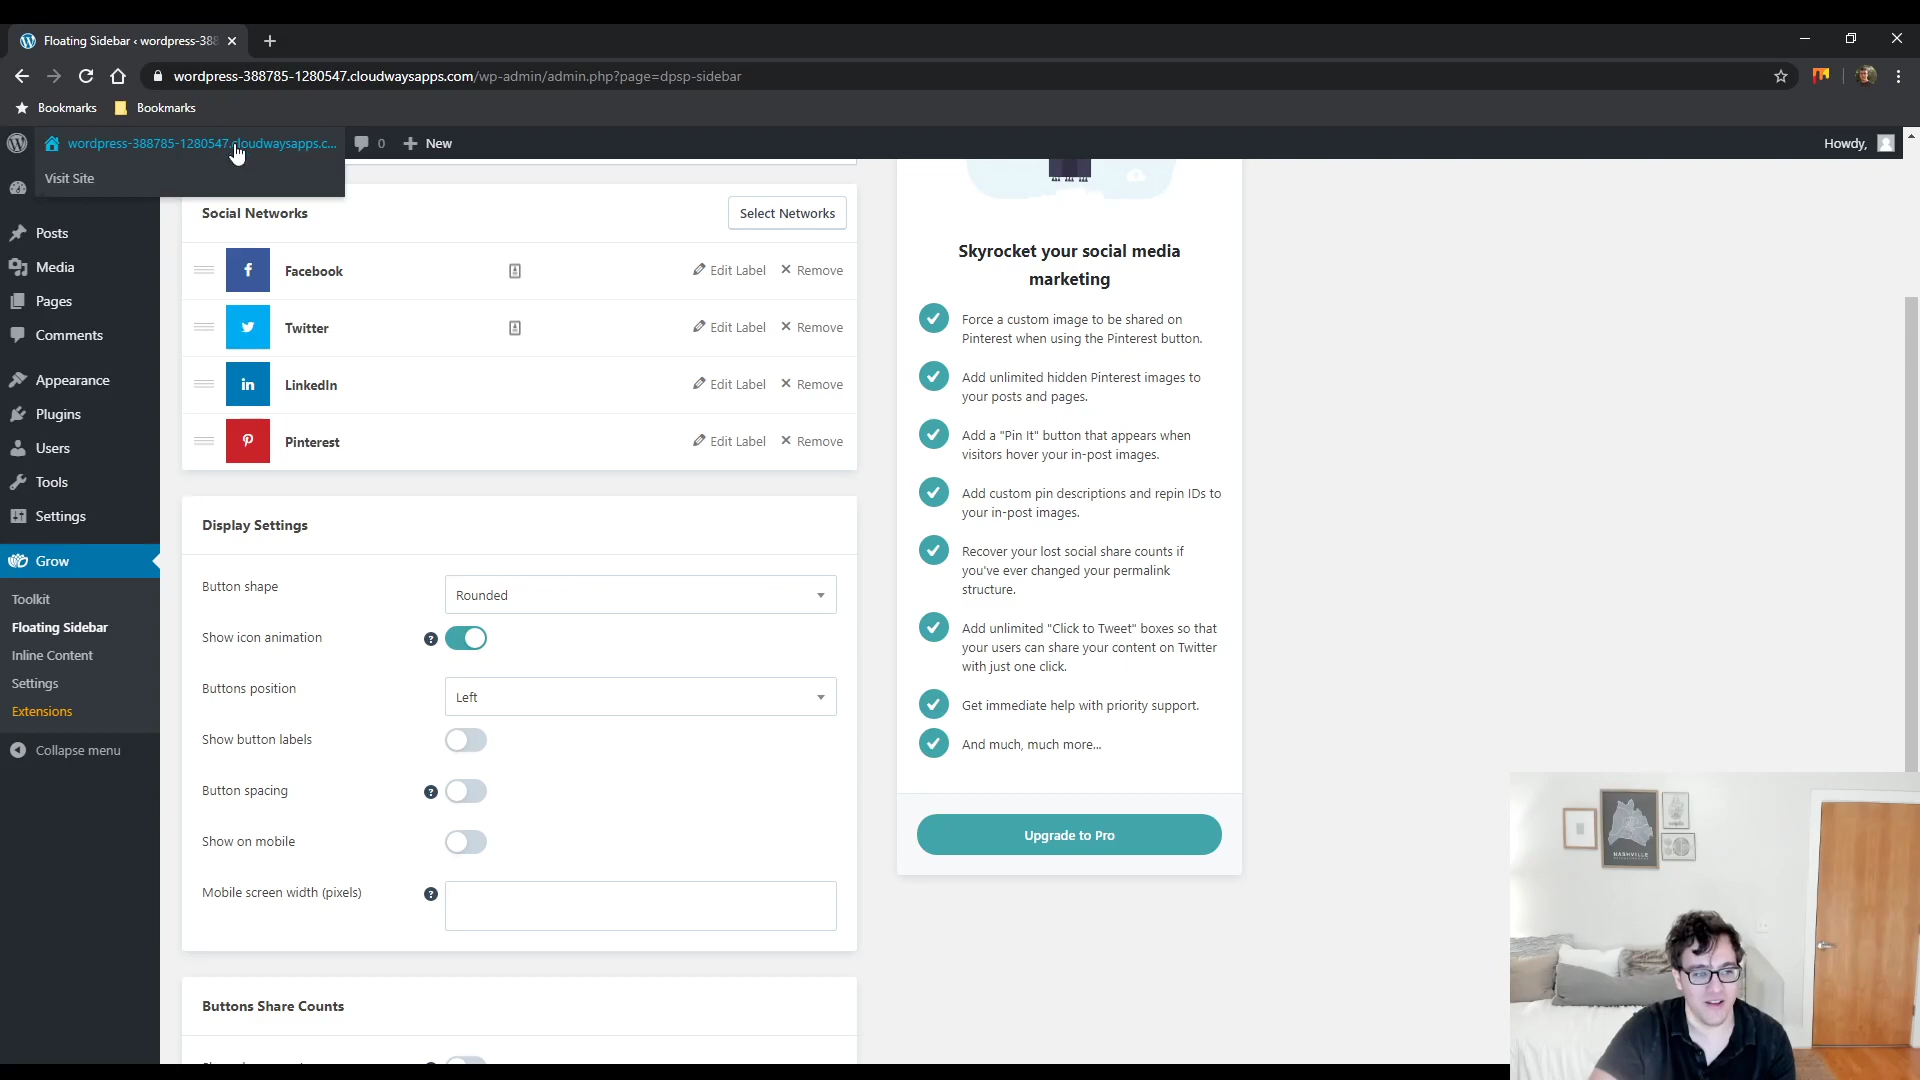 Floating Sidebar ‹ wordpress-388
wordpress-388785-1280547.cloudwaysapps.com/wp-admin/admin.php?page=dpsp-sidebar
Bookmarks
Bookmarks
wordpress-388785-1280547.cloudwaysapps.c...
0
New
Howdy,
Visit Site
Posts
Media
Pages
Comments
Appearance
Plugins
Users
Tools
Settings
Grow
Toolkit
Floating Sidebar
Inline Content
Settings
Extensions
Collapse menu
Social Networks
Select Networks
Facebook
Edit Label
Remove
Twitter
Edit Label
Remove
LinkedIn
Edit Label
Remove
Pinterest
Edit Label
Remove
Display Settings
Button shape
Rounded
Show icon animation
Buttons position
Left
Show button labels
Button spacing
Show on mobile
Mobile screen width (pixels)
Buttons Share Counts
Skyrocket your social media
marketing
Force a custom image to be shared on
Pinterest when using the Pinterest button.
Add unlimited hidden Pinterest images to
your posts and pages.
Add a "Pin It" button that appears when
visitors hover your in-post images.
Add custom pin descriptions and repin IDs to
your in-post images.
Recover your lost social share counts if
you've ever changed your permalink
structure.
Add unlimited "Click to Tweet" boxes so that
your users can share your content on Twitter
with just one click.
Get immediate help with priority support.
And much, much more...
Upgrade to Pro
NASHVILLE